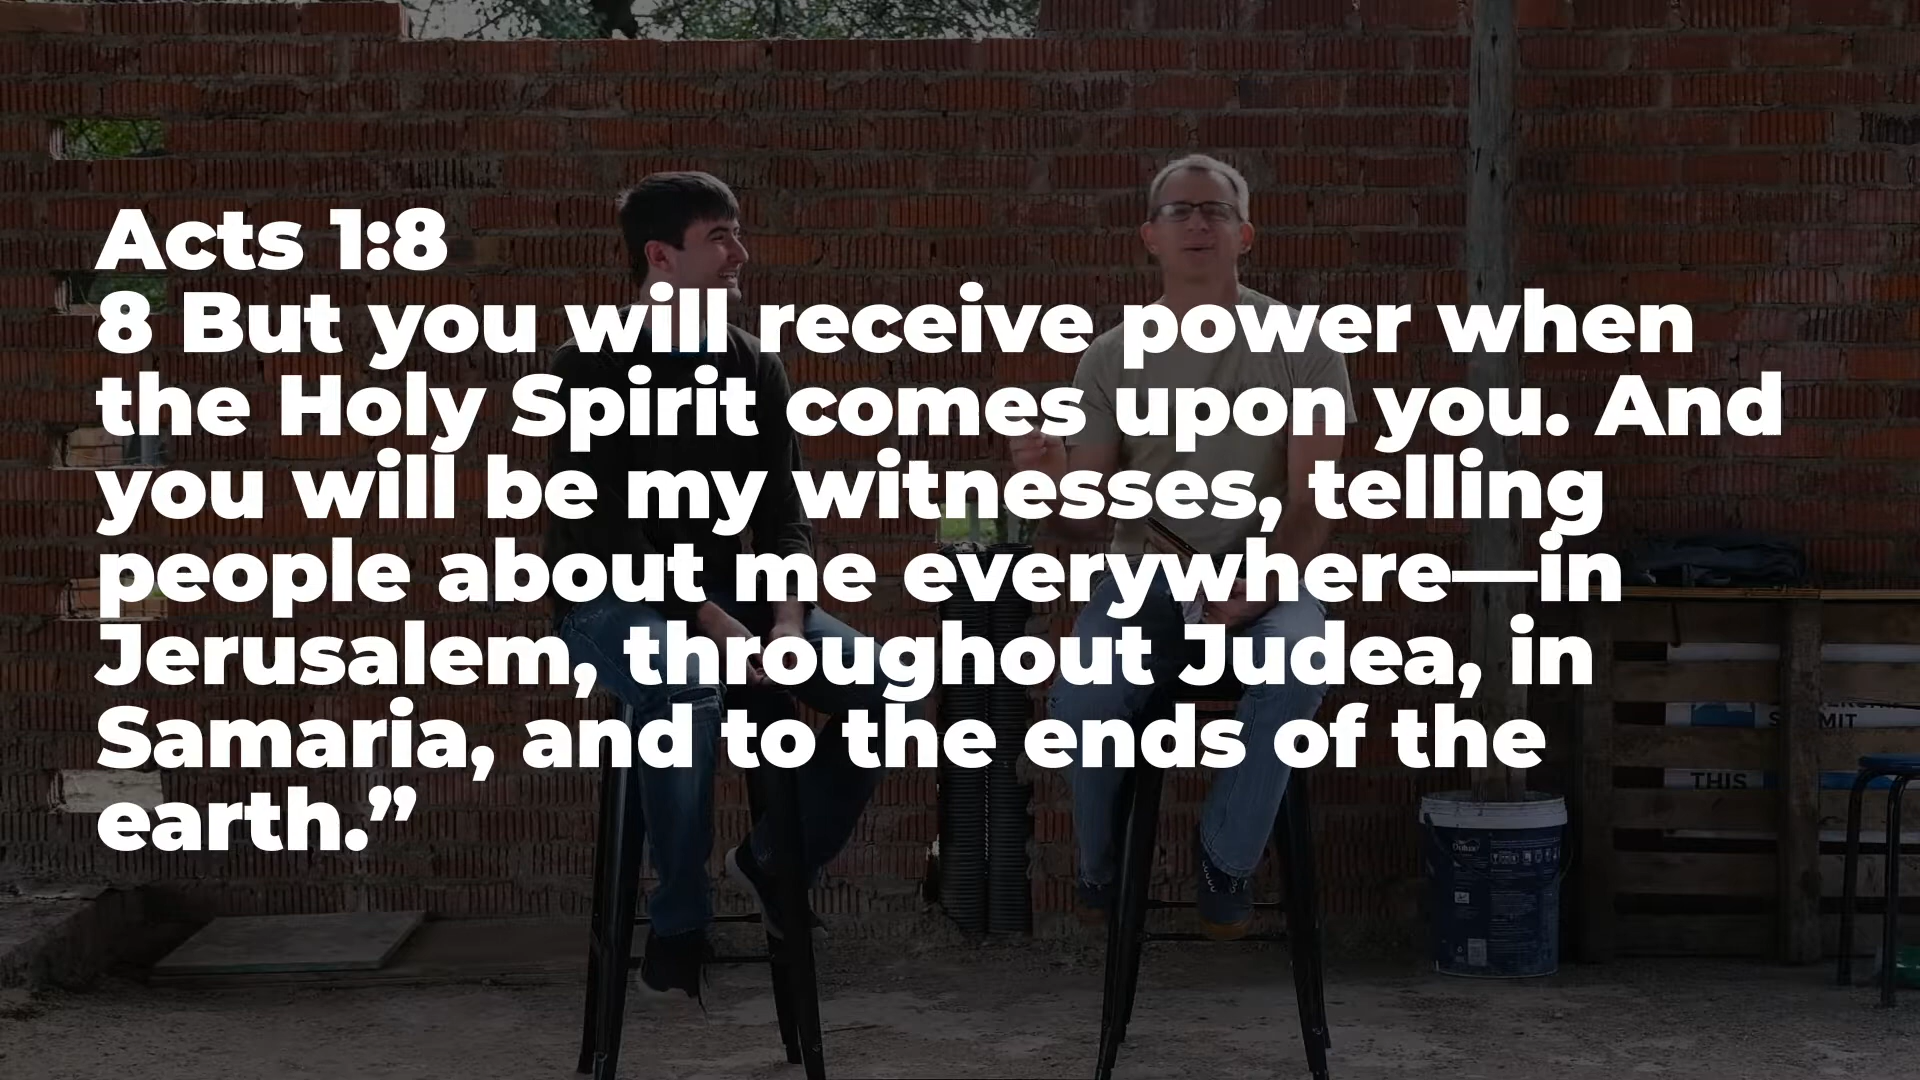 Acts 1:8
8 But you will receive power when
the Holy Spirit comes upon you. And
you will be my witnesses, telling
people about me everywhere—in
Jerusalem, throughout Judea, in
Samaria, and to the ends of the
earth.”
THIS
Dulux